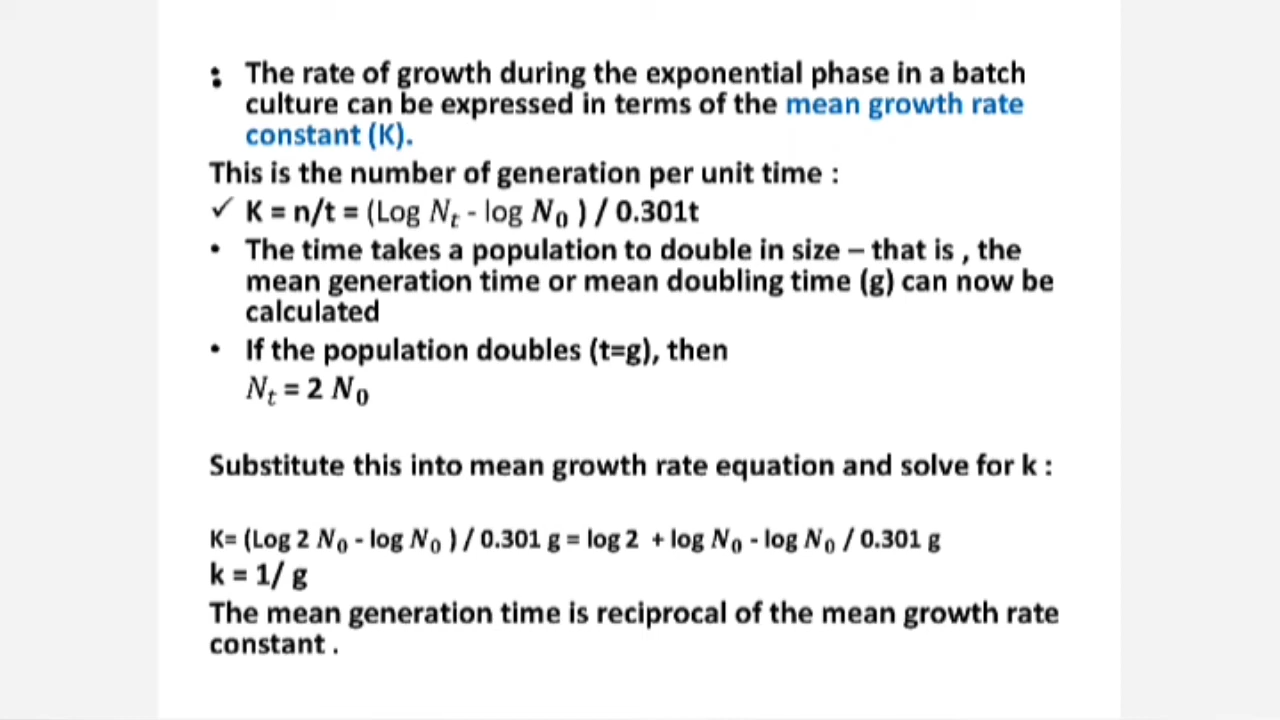 : The rate of growth during the exponential phase in a batch
culture can be expressed in terms of the mean growth rate
constant (K).
This is the number of generation per unit time :
✓ K = n/t = (Log Nₜ - log N₀ ) / 0.301t
• The time takes a population to double in size – that is , the
mean generation time or mean doubling time (g) can now be
calculated
• If the population doubles (t=g), then
Nₜ = 2 N₀
Substitute this into mean growth rate equation and solve for k :
K= (Log 2 N₀ - log N₀ ) / 0.301 g = log 2 + log N₀ - log N₀ / 0.301 g
k = 1/ g
The mean generation time is reciprocal of the mean growth rate
constant .